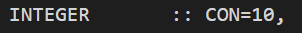 INTEGER :: CON=10,